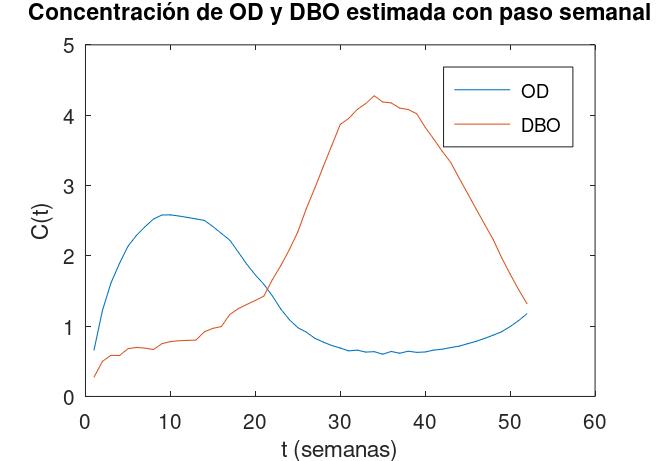 Concentración de OD y DBO estimada con paso semanal
5
4
3
2
1
0
C(t)
OD
DBO
0 10 20 30 40 50 60
t (semanas)